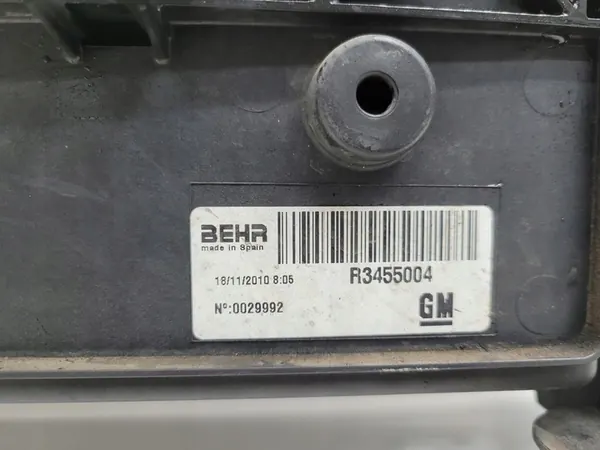 BEHR
made in Spain
18/11/2010 8:05
R3455004
Nº:0029992
GM